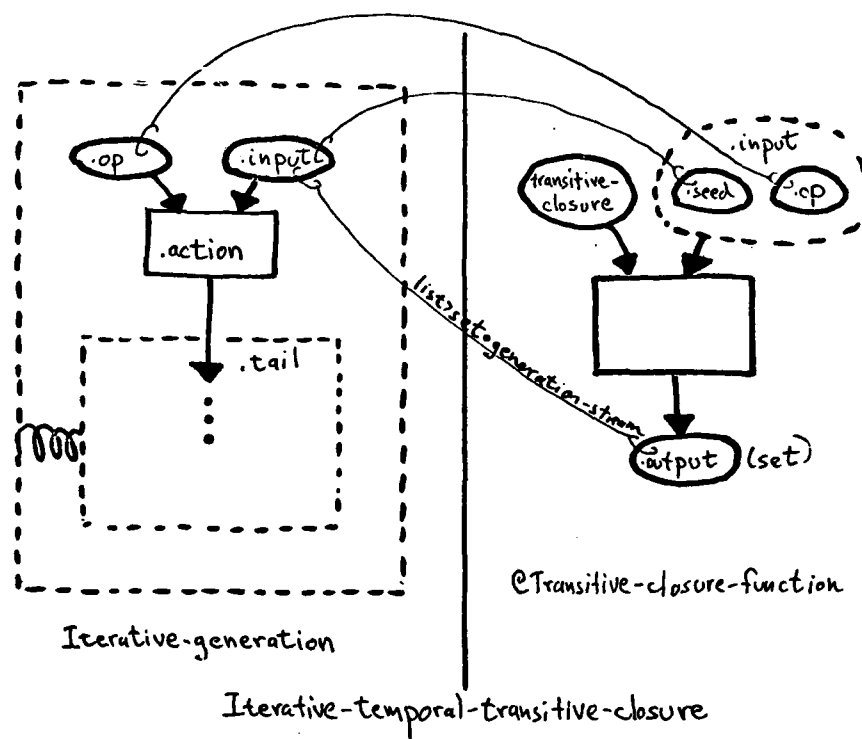 .op
.input
.action
.tail
Iterative-generation
list>set∘generation-stream
.input
transitive-
closure
.seed
.op
.output
(set)
@Transitive-closure-function
Iterative-temporal-transitive-closure